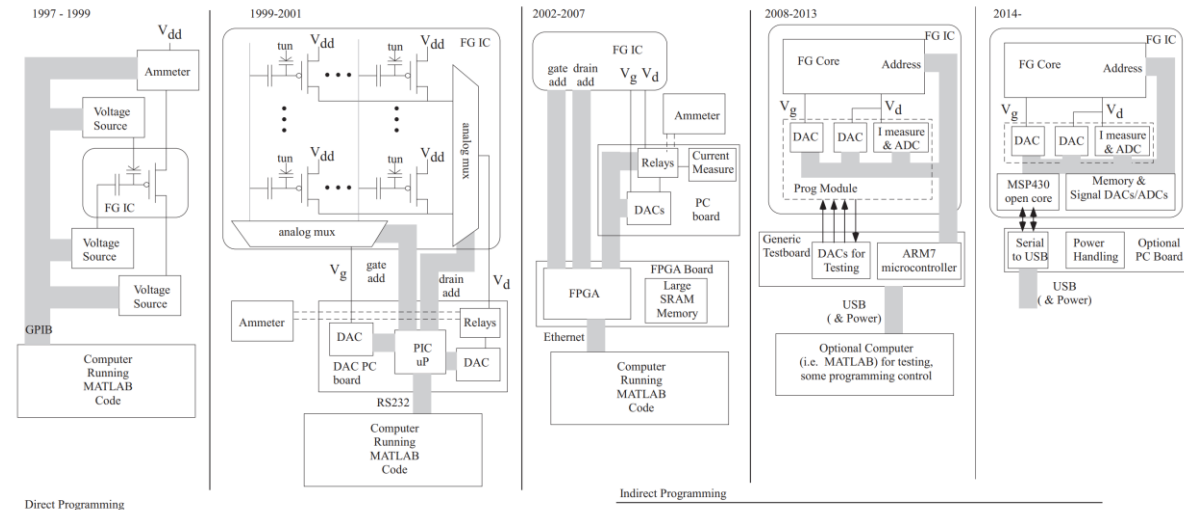 1997 - 1999
Vdd
Ammeter
Voltage
Source
FG IC
Voltage
Source
Voltage
Source
GPIB
Computer
Running
MATLAB
Code
Direct Programming
1999-2001
FG IC
tun
Vdd
tun
Vdd
tun
Vdd
tun
Vdd
analog mux
analog mux
Vg
gate
add
drain
add
Vd
Ammeter
Relays
DAC
PIC
uP
DAC
DAC PC
board
RS232
Computer
Running
MATLAB
Code
2002-2007
FG IC
gate
add
drain
add
Vg
Vd
Ammeter
Relays
Current
Measure
DACs
PC
board
FPGA Board
FPGA
Large
SRAM
Memory
Ethernet
Computer
Running
MATLAB
Code
2008-2013
FG IC
FG Core
Address
Vg
Vd
DAC
DAC
I measure
& ADC
Prog Module
Generic
Testboard
DACs for
Testing
ARM7
microcontroller
USB
( & Power)
Optional Computer
(i.e. MATLAB) for testing,
some programming control
2014-
FG IC
FG Core
Address
Vg
Vd
DAC
DAC
I measure
& ADC
MSP430
open core
Memory &
Signal DACs/ADCs
Serial
to USB
Power
Handling
Optional
PC Board
USB
( & Power)
Indirect Programming